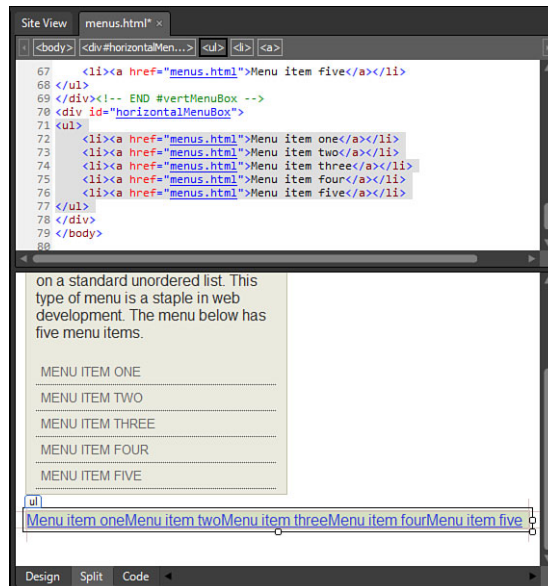 Site View menus.html* ×
<body> <div#horizontalMen...> <ul> <li> <a>
67 <li><a href="menus.html">Menu item five</a></li>
68 </ul>
69 </div><!-- END #vertMenuBox -->
70 <div id="horizontalMenuBox">
71 <ul>
72 <li><a href="menus.html">Menu item one</a></li>
73 <li><a href="menus.html">Menu item two</a></li>
74 <li><a href="menus.html">Menu item three</a></li>
75 <li><a href="menus.html">Menu item four</a></li>
76 <li><a href="menus.html">Menu item five</a></li>
77 </ul>
78 </div>
79 </body>
80
on a standard unordered list. This
type of menu is a staple in web
development. The menu below has
five menu items.
MENU ITEM ONE
MENU ITEM TWO
MENU ITEM THREE
MENU ITEM FOUR
MENU ITEM FIVE
ul
Menu item oneMenu item twoMenu item threeMenu item fourMenu item five
Design Split Code